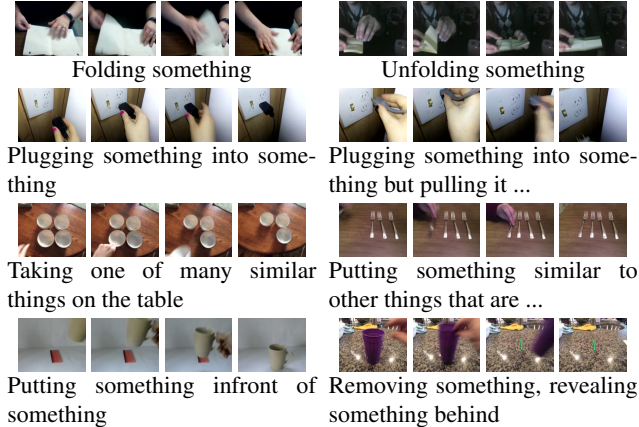 Folding something
Unfolding something
Plugging something into some-
thing
Plugging something into some-
thing but pulling it ...
Taking one of many similar
things on the table
Putting something similar to
other things that are ...
Putting something infront of
something
Removing something, revealing
something behind